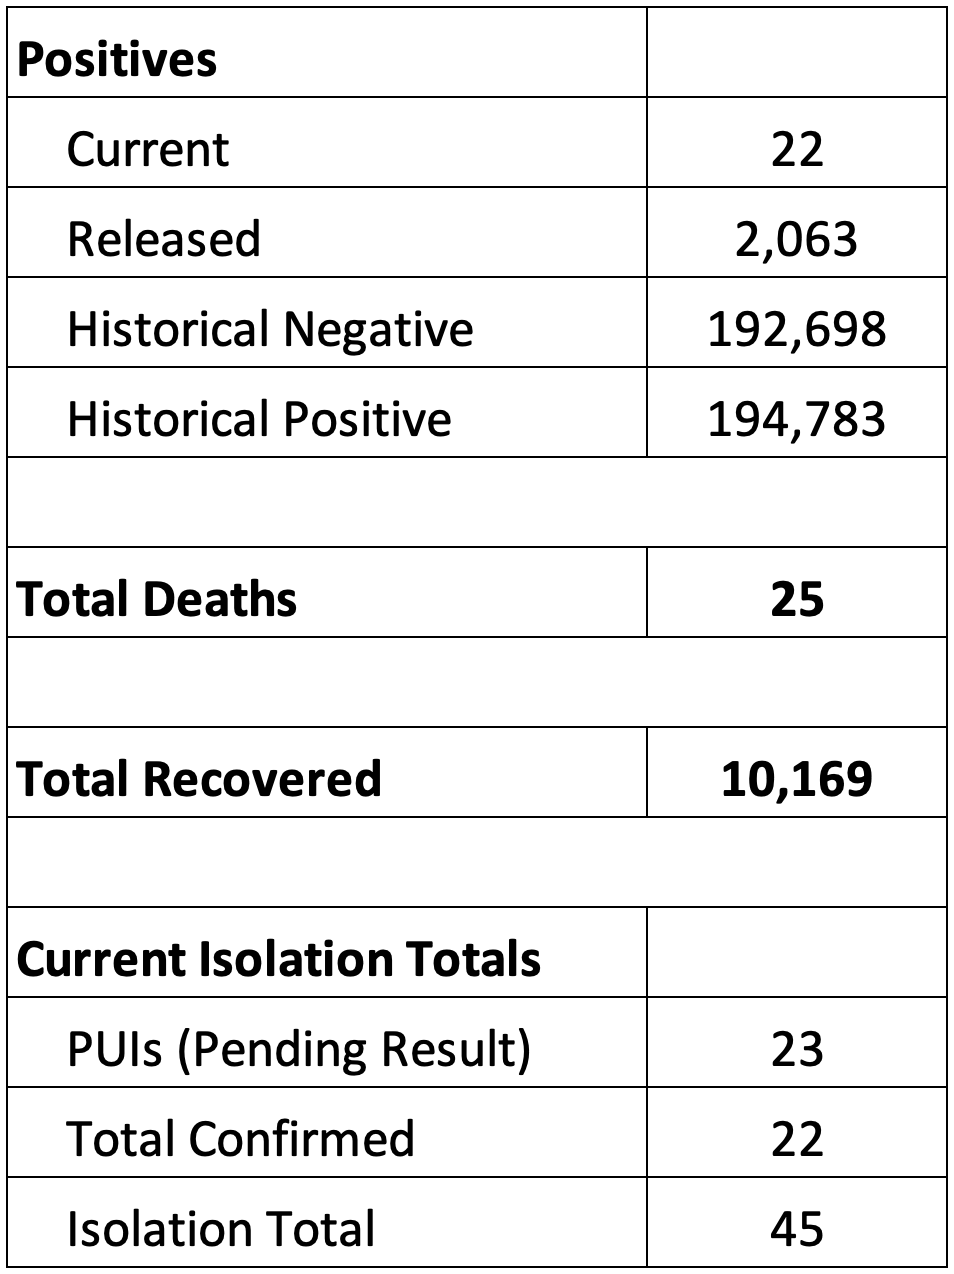 Positives
Current 22
Released 2,063
Historical Negative 192,698
Historical Positive 194,783
Total Deaths 25
Total Recovered 10,169
Current Isolation Totals
PUIs (Pending Result) 23
Total Confirmed 22
Isolation Total 45